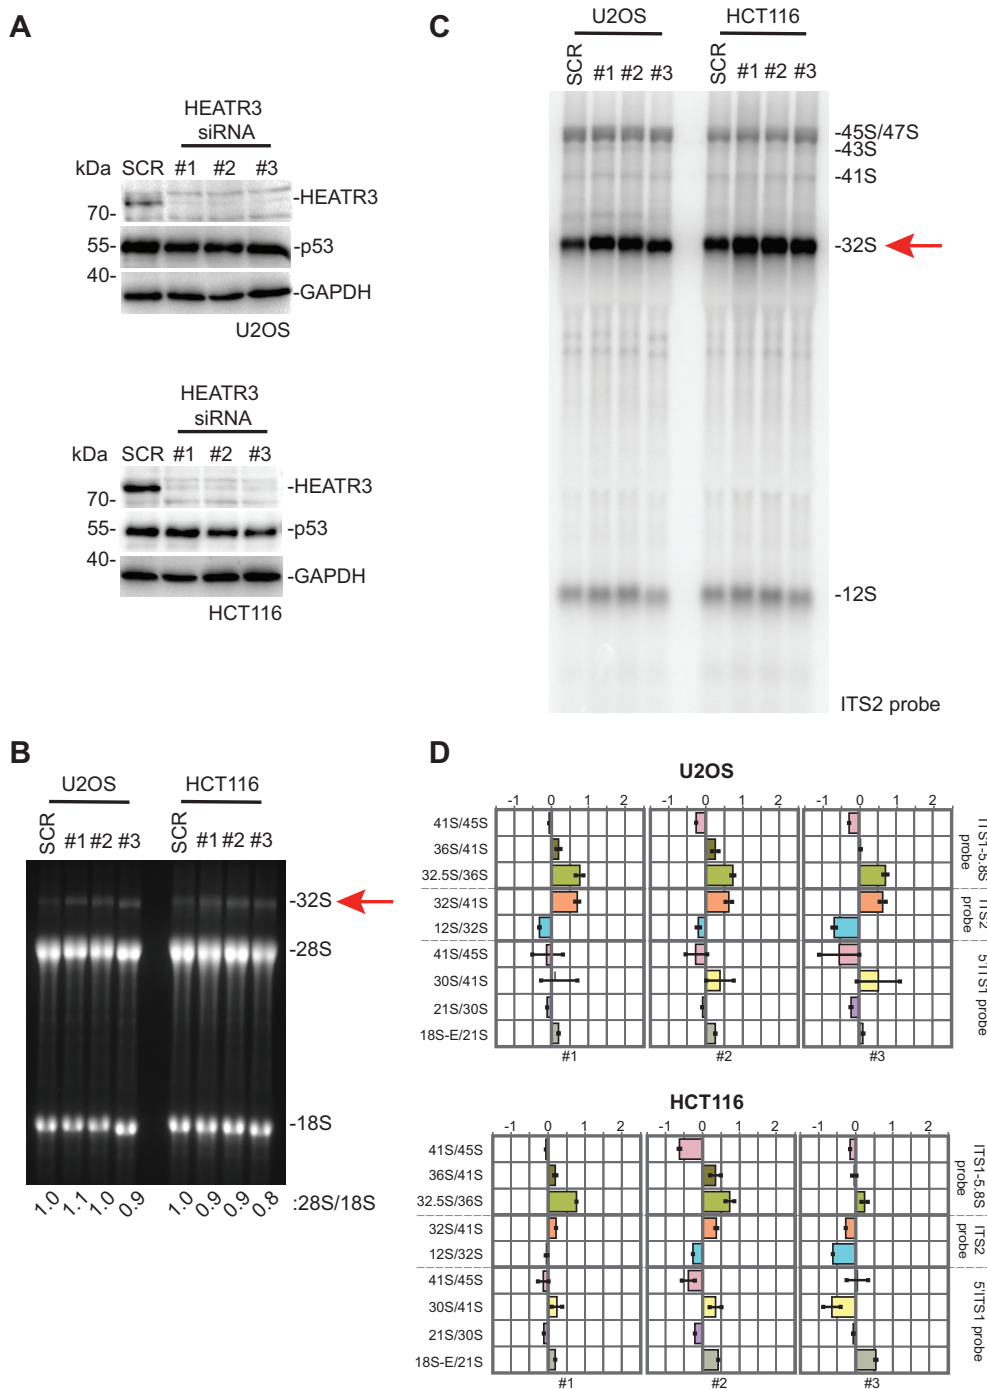 A
HEATR3
siRNA
kDa SCR #1 #2 #3
-HEATR3
70-
55- -p53
40-
-GAPDH
U2OS
HEATR3
siRNA
kDa SCR #1 #2 #3
-HEATR3
70-
55- -p53
40-
-GAPDH
HCT116
B
U2OS HCT116
SCR #1 #2 #3 SCR #1 #2 #3
-32S
-28S
-18S
1.0 1.1 1.0 0.9 1.0 0.9 0.9 0.8 :28S/18S
C
U2OS HCT116
SCR #1 #2 #3 SCR #1 #2 #3
-45S/47S
-43S
-41S
-32S
-12S
ITS2 probe
D
U2OS
-1 0 1 2 -1 0 1 2 -1 0 1 2
41S/45S
36S/41S
32.5S/36S
ITS1-5.8S
probe
32S/41S
12S/32S
ITS2
probe
41S/45S
30S/41S
21S/30S
18S-E/21S
5'ITS1 probe
#1 #2 #3
HCT116
-1 0 1 2 -1 0 1 2 -1 0 1 2
41S/45S
36S/41S
32.5S/36S
ITS1-5.8S
probe
32S/41S
12S/32S
ITS2
probe
41S/45S
30S/41S
21S/30S
18S-E/21S
5'ITS1 probe
#1 #2 #3